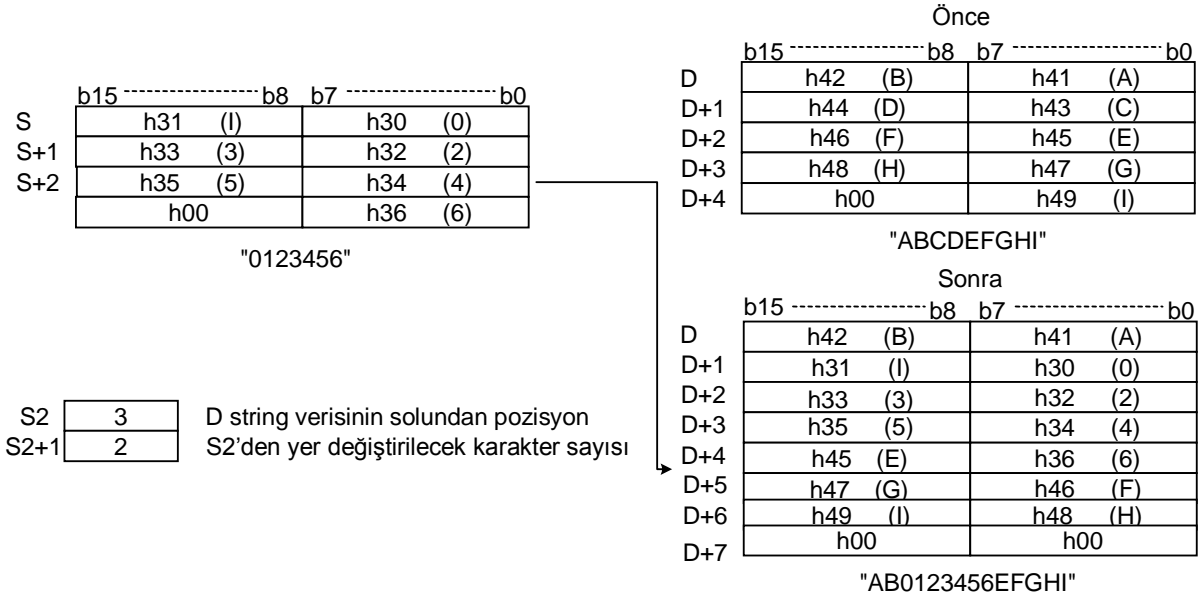 b15 b8 b7 b0
S h31 (I) h30 (0)
S+1 h33 (3) h32 (2)
S+2 h35 (5) h34 (4)
h00 h36 (6)
"0123456"
S2 3 D string verisinin solundan pozisyon
S2+1 2 S2’den yer değiştirilecek karakter sayısı
Önce
b15 b8 b7 b0
D h42 (B) h41 (A)
D+1 h44 (D) h43 (C)
D+2 h46 (F) h45 (E)
D+3 h48 (H) h47 (G)
D+4 h00 h49 (I)
"ABCDEFGHI"
Sonra
b15 b8 b7 b0
D h42 (B) h41 (A)
D+1 h31 (I) h30 (0)
D+2 h33 (3) h32 (2)
D+3 h35 (5) h34 (4)
D+4 h45 (E) h36 (6)
D+5 h47 (G) h46 (F)
D+6 h49 (I) h48 (H)
D+7 h00 h00
"AB0123456EFGHI"